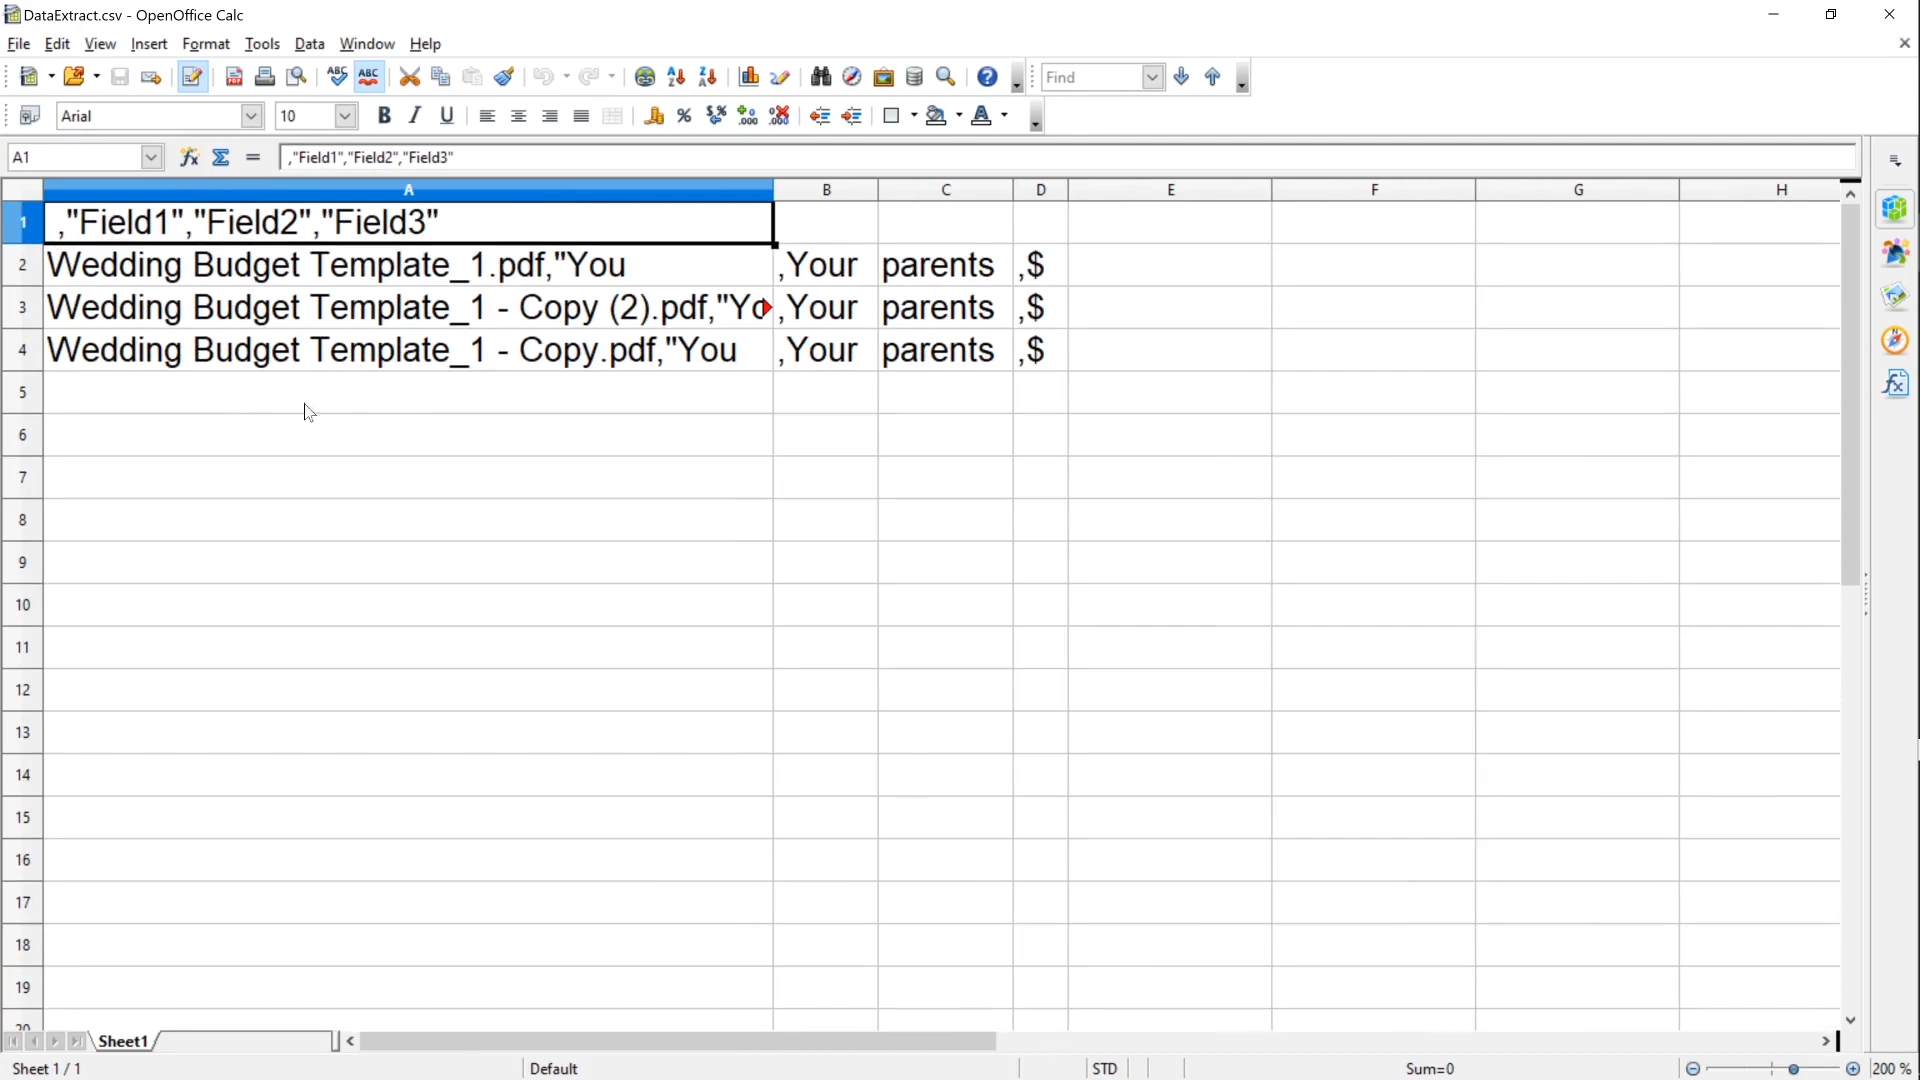 DataExtract.csv - OpenOffice Calc
File Edit View Insert Format Tools Data Window Help
Find
Arial 10
A1 ,"Field1","Field2","Field3"
A B C D E F G H
1 ,"Field1","Field2","Field3"
2 Wedding Budget Template_1.pdf,"You ,Your parents ,$
3 Wedding Budget Template_1 - Copy (2).pdf,"Yo ,Your parents ,$
4 Wedding Budget Template_1 - Copy.pdf,"You ,Your parents ,$
5
6
7
8
9
10
11
12
13
14
15
16
17
18
19
20
Sheet1
Sheet 1 / 1 Default STD Sum=0 200 %